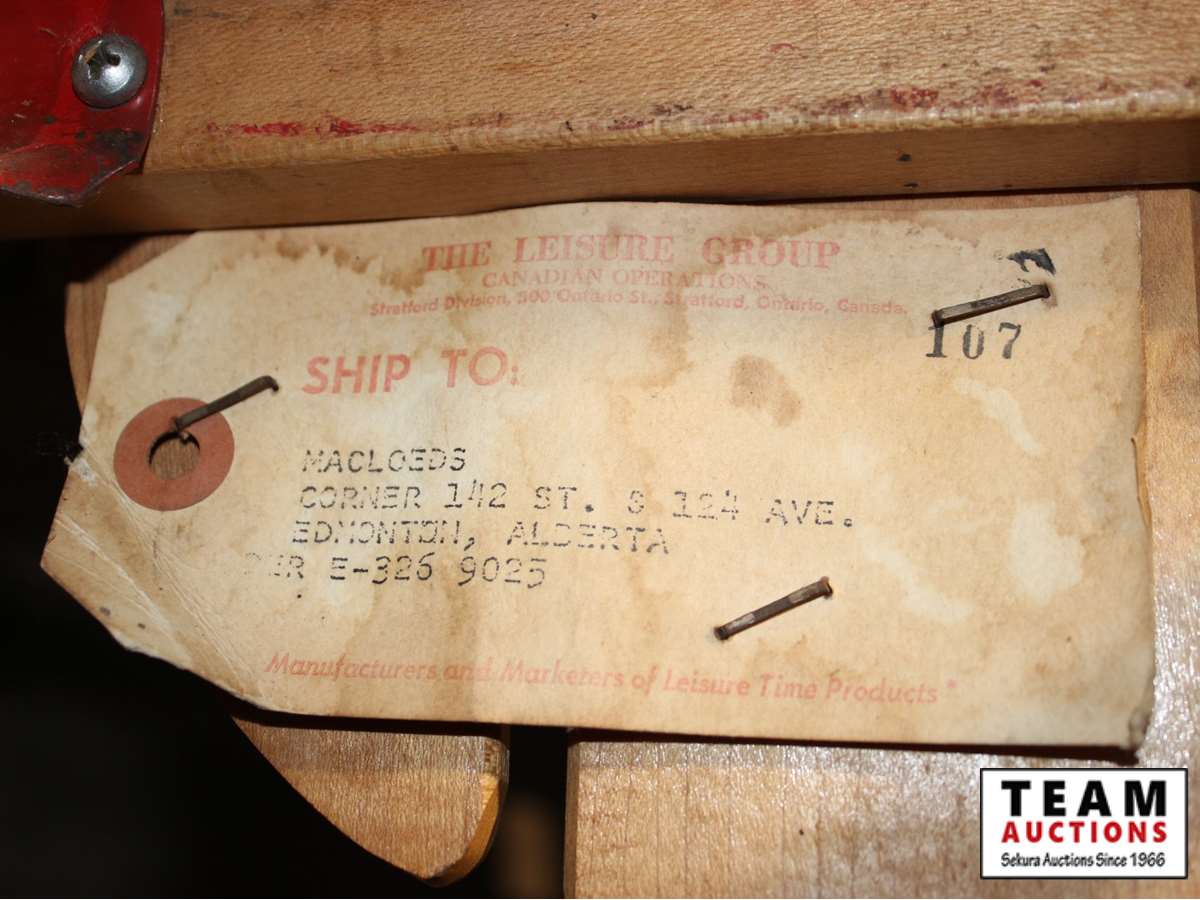 THE LEISURE GROUP
CANADIAN OPERATIONS
Stratford Division, 500 Ontario St., Stratford, Ontario, Canada.
107
SHIP TO:
MACLOEDS
CORNER 142 ST. & 124 AVE.
EDMONTON, ALBERTA
E-326 9025
Manufacturers and Marketers of Leisure Time Products
TEAM
AUCTIONS
Sekura Auctions Since 1966